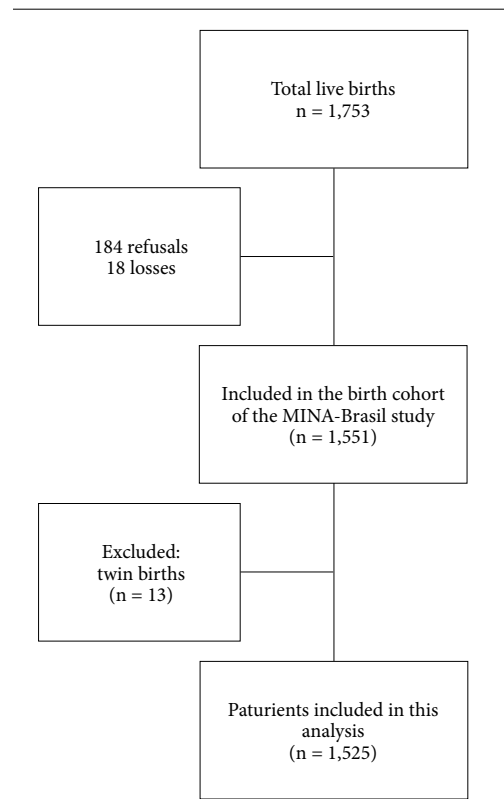 Total live births
n = 1,753
184 refusals
18 losses
Included in the birth cohort
of the MINA-Brasil study
(n = 1,551)
Excluded:
twin births
(n = 13)
Paturients included in this
analysis
(n = 1,525)